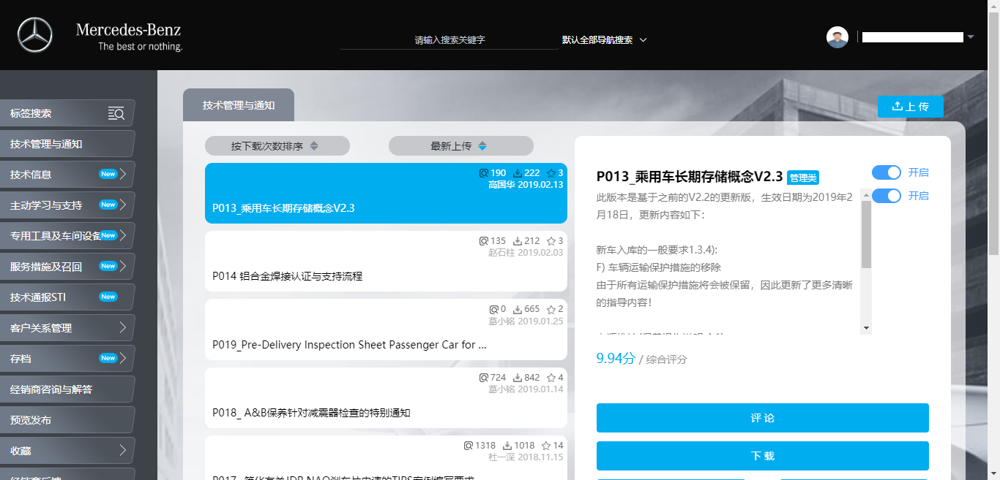 Mercedes-Benz
The best or nothing.
请输入搜索关键字
默认全部导航搜索
标签搜索
技术管理与通知
技术信息 New
主动学习与支持 New
专用工具及车间设备 New
服务措施及召回 New
技术通报STI New
客户关系管理
存档 New
经销商咨询与解答
预览发布
收藏
经销商反馈
技术管理与通知
上 传
按下载次数排序
最新上传
190 222 3
高国华 2019.02.13
P013_乘用车长期存储概念V2.3
135 212 3
赵石柱 2019.02.03
P014 铝合金焊接认证与支持流程
0 665 2
葛小铭 2019.01.25
P019_Pre-Delivery Inspection Sheet Passenger Car for ...
724 842 4
葛小铭 2019.01.14
P018_ A&B保养针对减震器检查的特别通知
1318 1018 14
杜一深 2018.11.15
P013_乘用车长期存储概念V2.3 管理类
开启
开启
此版本是基于之前的V2.2的更新版，生效日期为2019年2
月18日，更新内容如下：
新车入库的一般要求1.3.4):
F) 车辆运输保护措施的移除
由于所有运输保护措施将会被保留，因此更新了更多清晰
的指导内容！
9.94分 / 综合评分
评 论
下 载